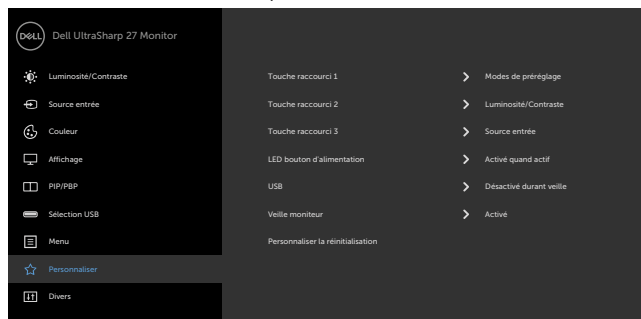 DELL Dell UltraSharp 27 Monitor
Luminosité/Contraste
Source entrée
Couleur
Affichage
PIP/PBP
Sélection USB
Menu
Personnaliser
Divers
Touche raccourci 1 Modes de préréglage
Touche raccourci 2 Luminosité/Contraste
Touche raccourci 3 Source entrée
LED bouton d'alimentation Activé quand actif
USB Désactivé durant veille
Veille moniteur Activé
Personnaliser la réinitialisation